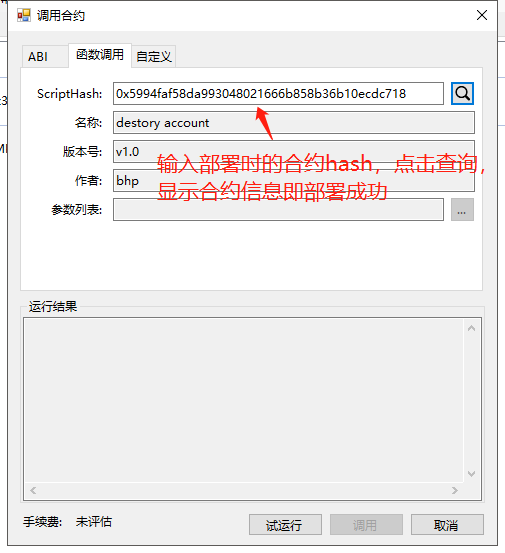 调用合约
ABI 函数调用 自定义
ScriptHash: 0x5994faf58da993048021666b858b36b10ecdc718
名称: destory account
版本号: v1.0
输入部署时的合约hash，点击查询，
显示合约信息即部署成功
作者: bhp
参数列表: ...
运行结果
手续费: 未评估 试运行 调用 取消